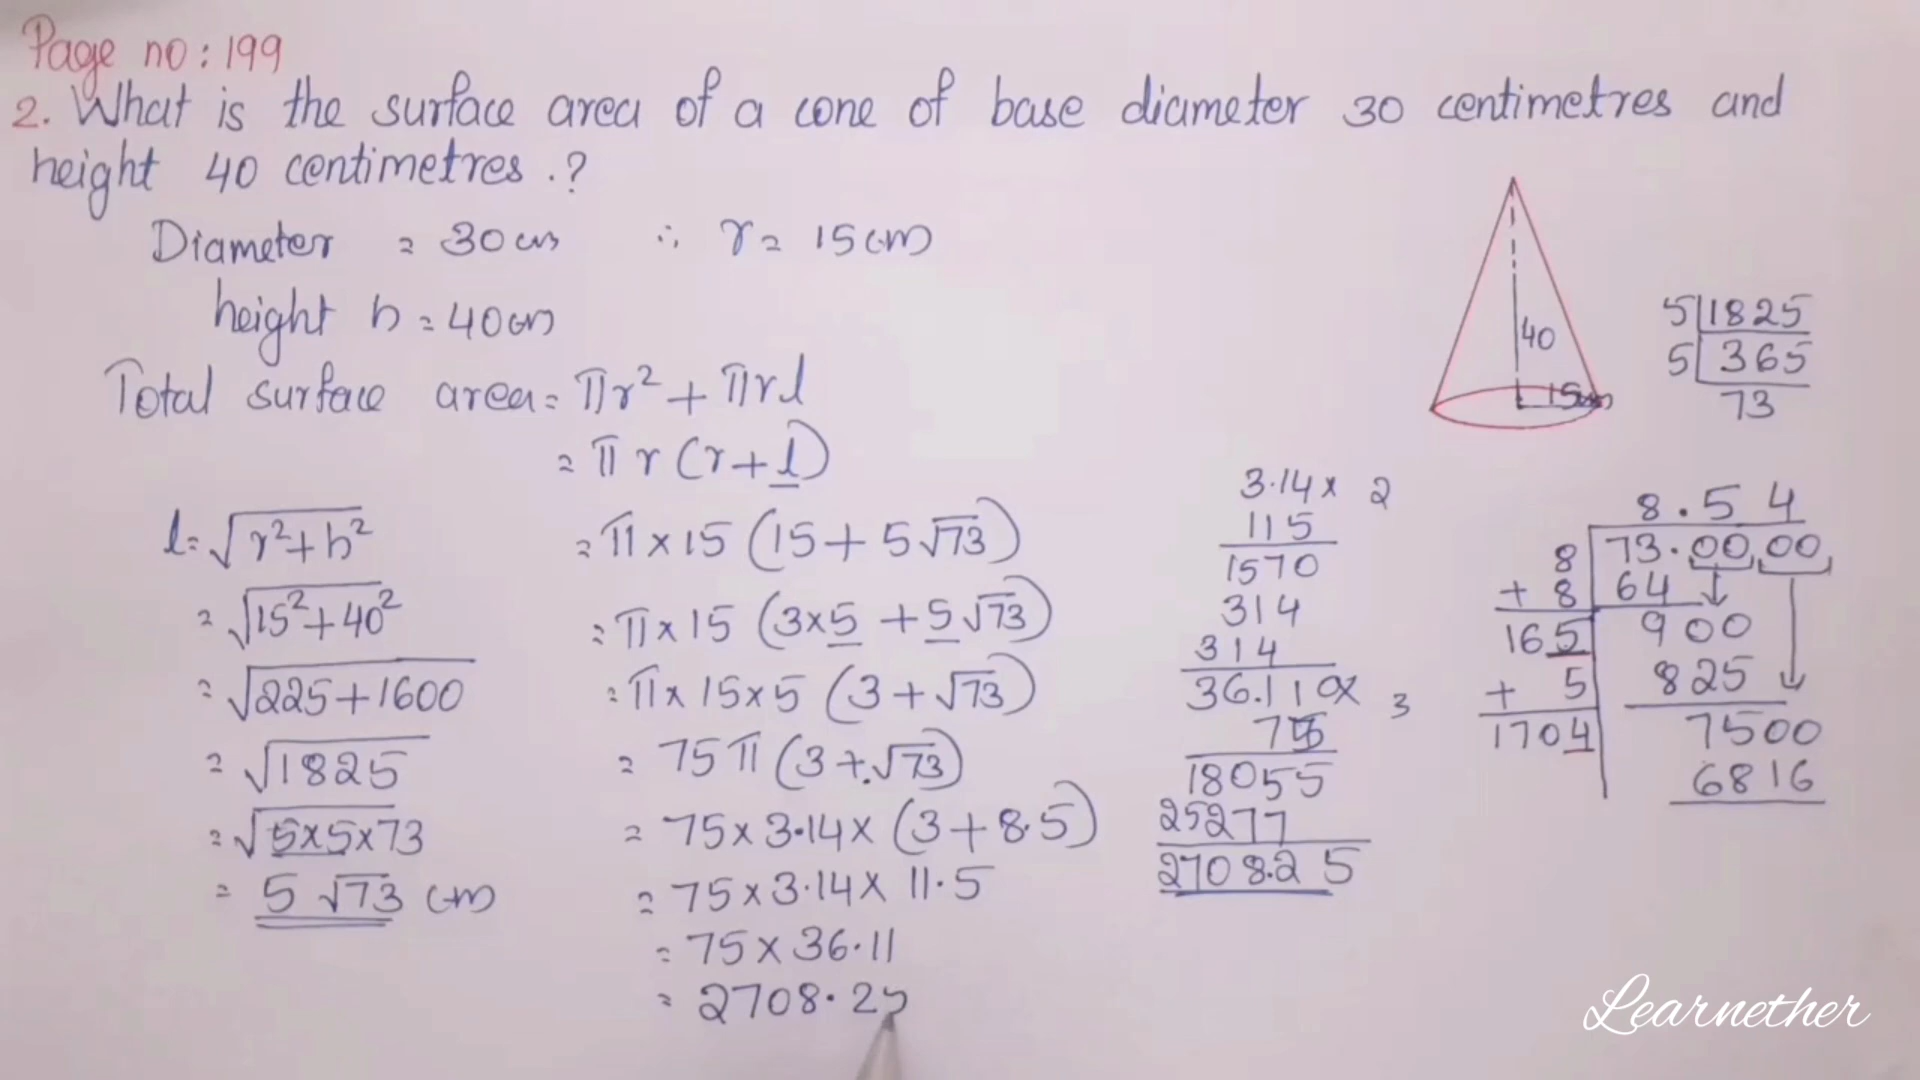 Page no: 199
2. What is the surface area of a cone of base diameter 30 centimetres and
height 40 centimetres .?
Diameter = 30 cm ∴ r = 15 cm
height h = 40 cm
Total surface area = πr² + πrl
= πr(r+l)
l = √(r²+h²)
= √(15²+40²)
= √(225+1600)
= √1825
= √(5×5×73)
= 5√73 cm
= π×15(15+5√73)
= π×15(3×5+5√73)
= π×15×5(3+√73)
= 75π(3+√73)
= 75×3.14×(3+8.5)
= 75×3.14×11.5
= 75×36.11
= 2708.25
40
15cm
5 1825
5 365
73
3.14× 2
115
1570
314
314
36.110× 3
75
18055
25277
2708.25
8.54
8 73.00 00
+ 8 64
165 900
+ 5 825
1704 7500
6816
Learnether